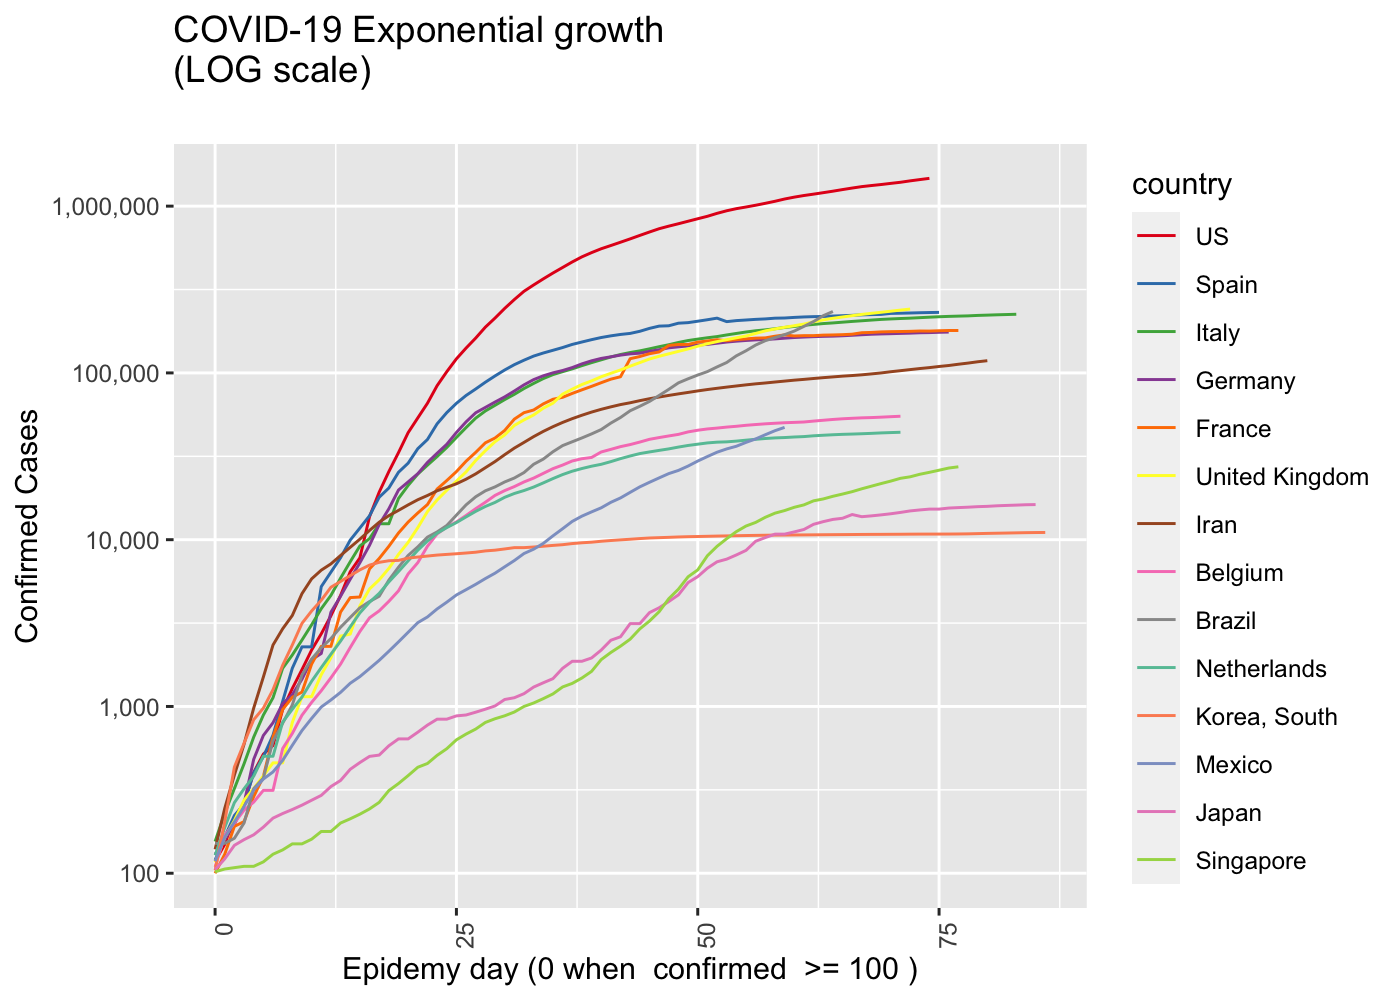 COVID-19 Exponential growth
(LOG scale)
Confirmed Cases
1,000,000
100,000
10,000
1,000
100
0
25
50
75
Epidemy day (0 when  confirmed  >= 100 )
country
US
Spain
Italy
Germany
France
United Kingdom
Iran
Belgium
Brazil
Netherlands
Korea, South
Mexico
Japan
Singapore